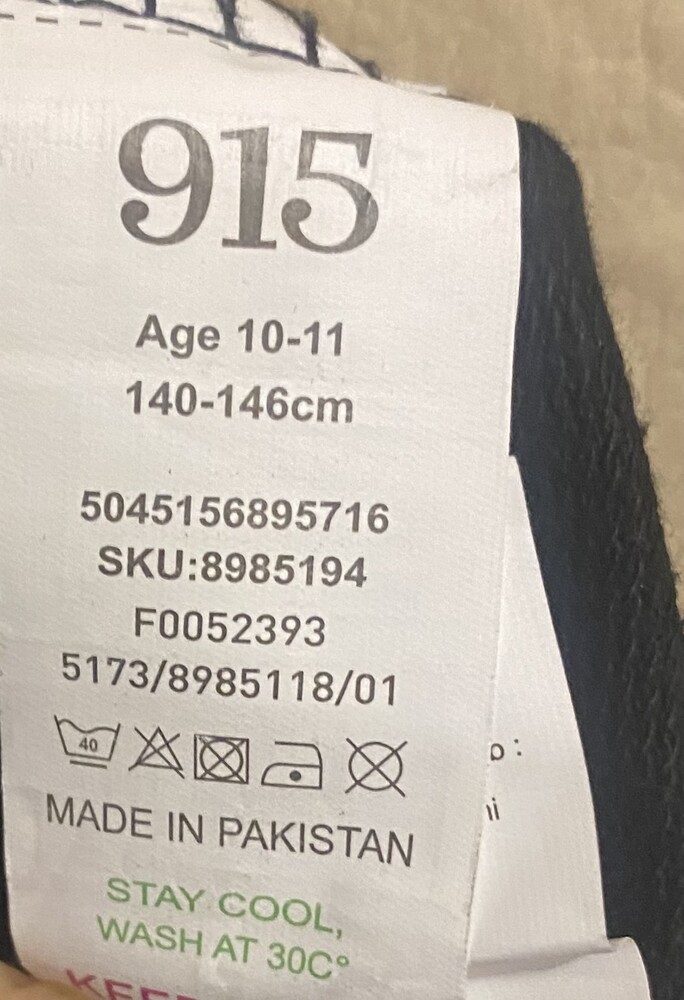 915
Age 10-11
140-146cm
5045156895716
SKU:8985194
F0052393
5173/8985118/01
40
MADE IN PAKISTAN
STAY COOL,
WASH AT 30C°